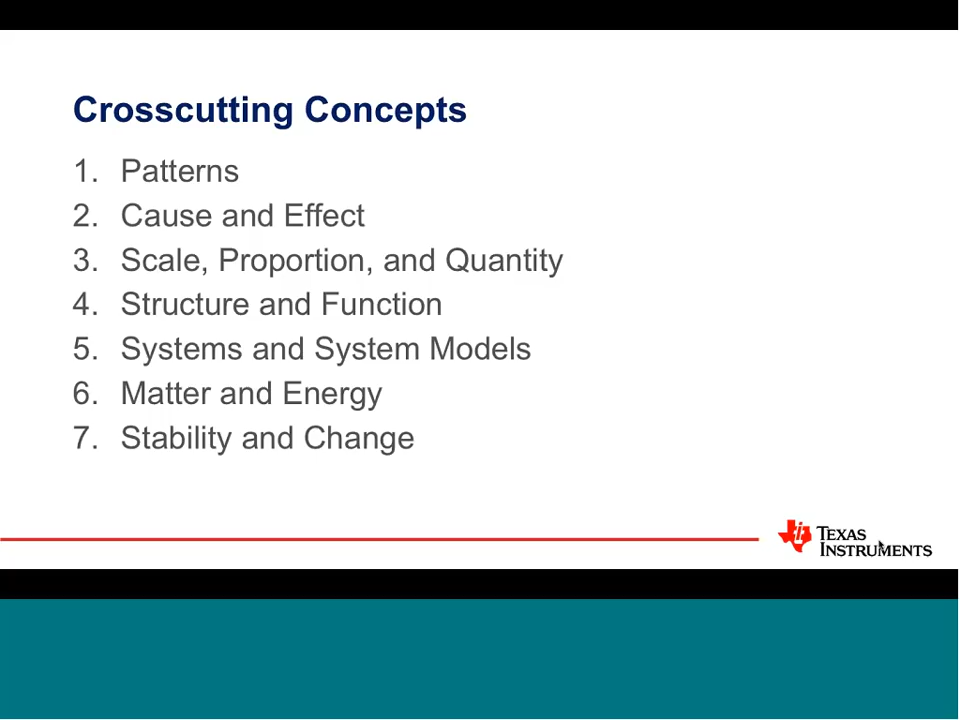 Crosscutting Concepts
1. Patterns
2. Cause and Effect
3. Scale, Proportion, and Quantity
4. Structure and Function
5. Systems and System Models
6. Matter and Energy
7. Stability and Change
TEXAS
INSTRUMENTS